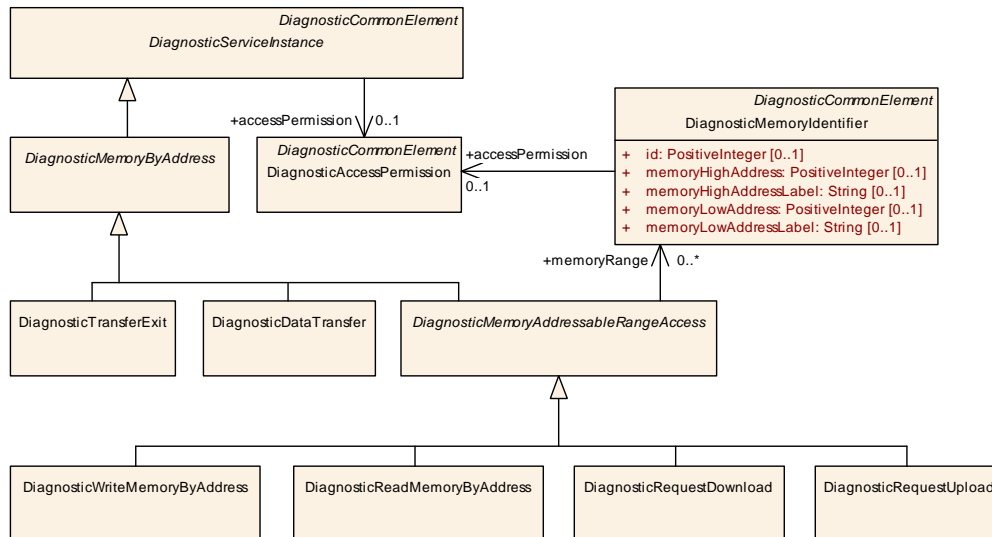 DiagnosticCommonElement
DiagnosticServiceInstance
+accessPermission 0..1
DiagnosticMemoryByAddress
DiagnosticCommonElement
DiagnosticAccessPermission
+accessPermission
0..1
DiagnosticCommonElement
DiagnosticMemoryIdentifier
+ id: PositiveInteger [0..1]
+ memoryHighAddress: PositiveInteger [0..1]
+ memoryHighAddressLabel: String [0..1]
+ memoryLowAddress: PositiveInteger [0..1]
+ memoryLowAddressLabel: String [0..1]
+memoryRange 0..*
DiagnosticTransferExit
DiagnosticDataTransfer
DiagnosticMemoryAddressableRangeAccess
DiagnosticWriteMemoryByAddress
DiagnosticReadMemoryByAddress
DiagnosticRequestDownload
DiagnosticRequestUpload